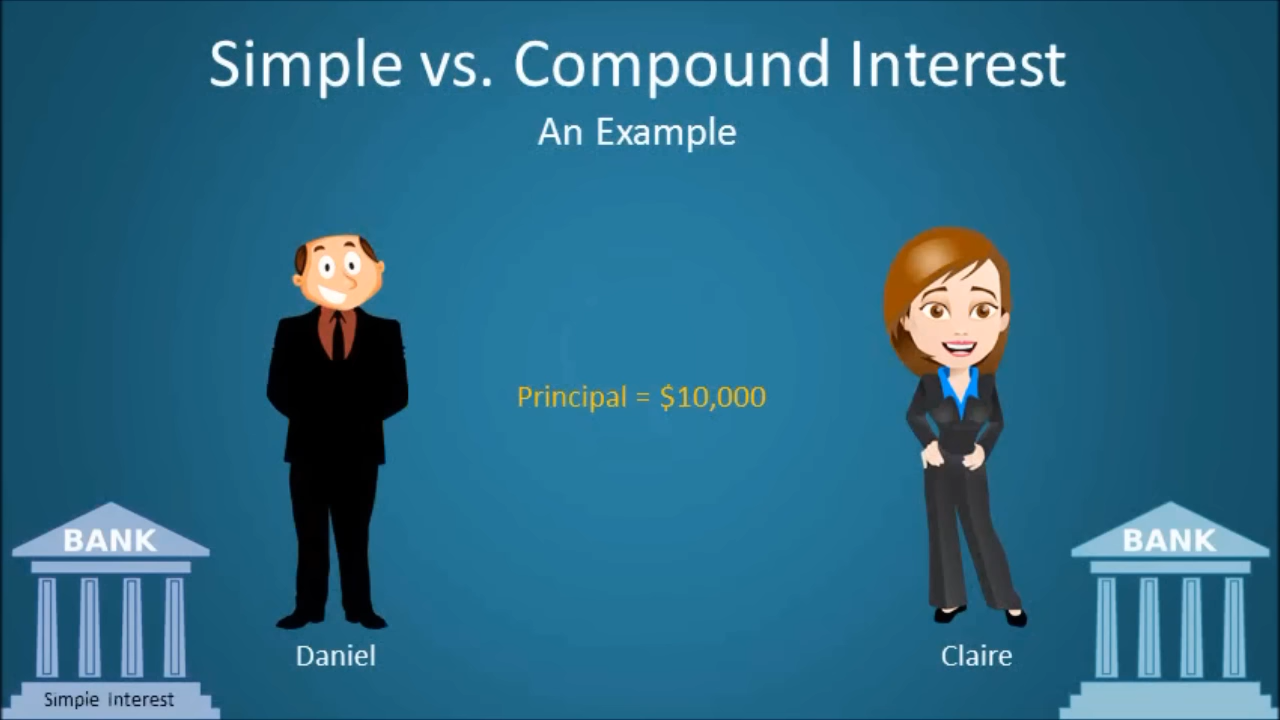 Simple vs. Compound Interest
An Example
Principal = $10,000
BANK
BANK
Daniel
Claire
Simple Interest